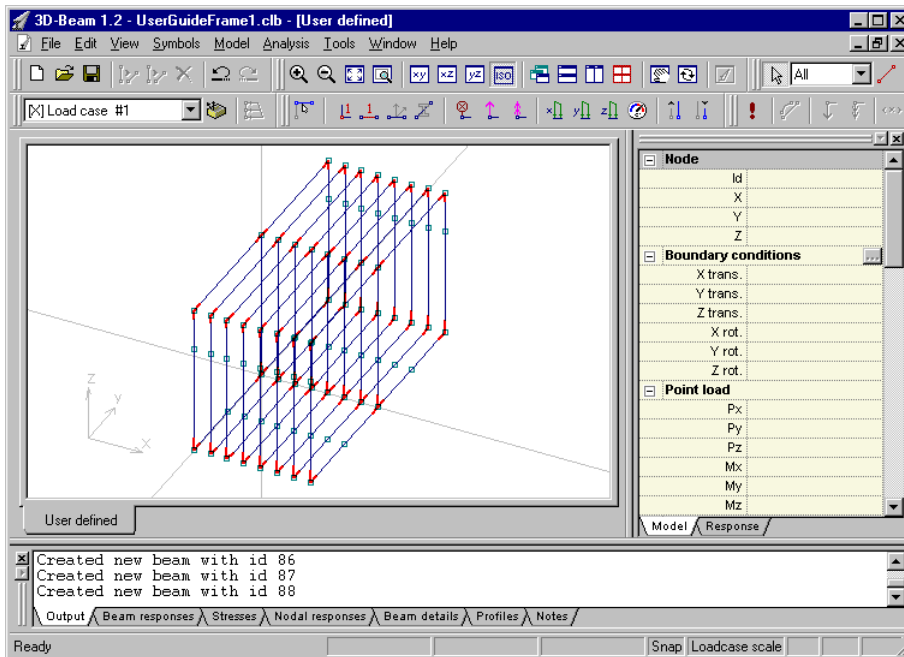 3D-Beam 1.2 - UserGuideFrame1.clb - [User defined]
File Edit View Symbols Model Analysis Tools Window Help
xy xz yz ISO All
[X] Load case #1
Node
Id
X
Y
Z
Boundary conditions ...
X trans.
Y trans.
Z trans.
X rot.
Y rot.
Z rot.
Point load
Px
Py
Pz
Mx
My
Mz
Z
y
X
User defined
Model Response
Created new beam with id 86
Created new beam with id 87
Created new beam with id 88
Output Beam responses Stresses Nodal responses Beam details Profiles Notes
Ready Snap Loadcase scale